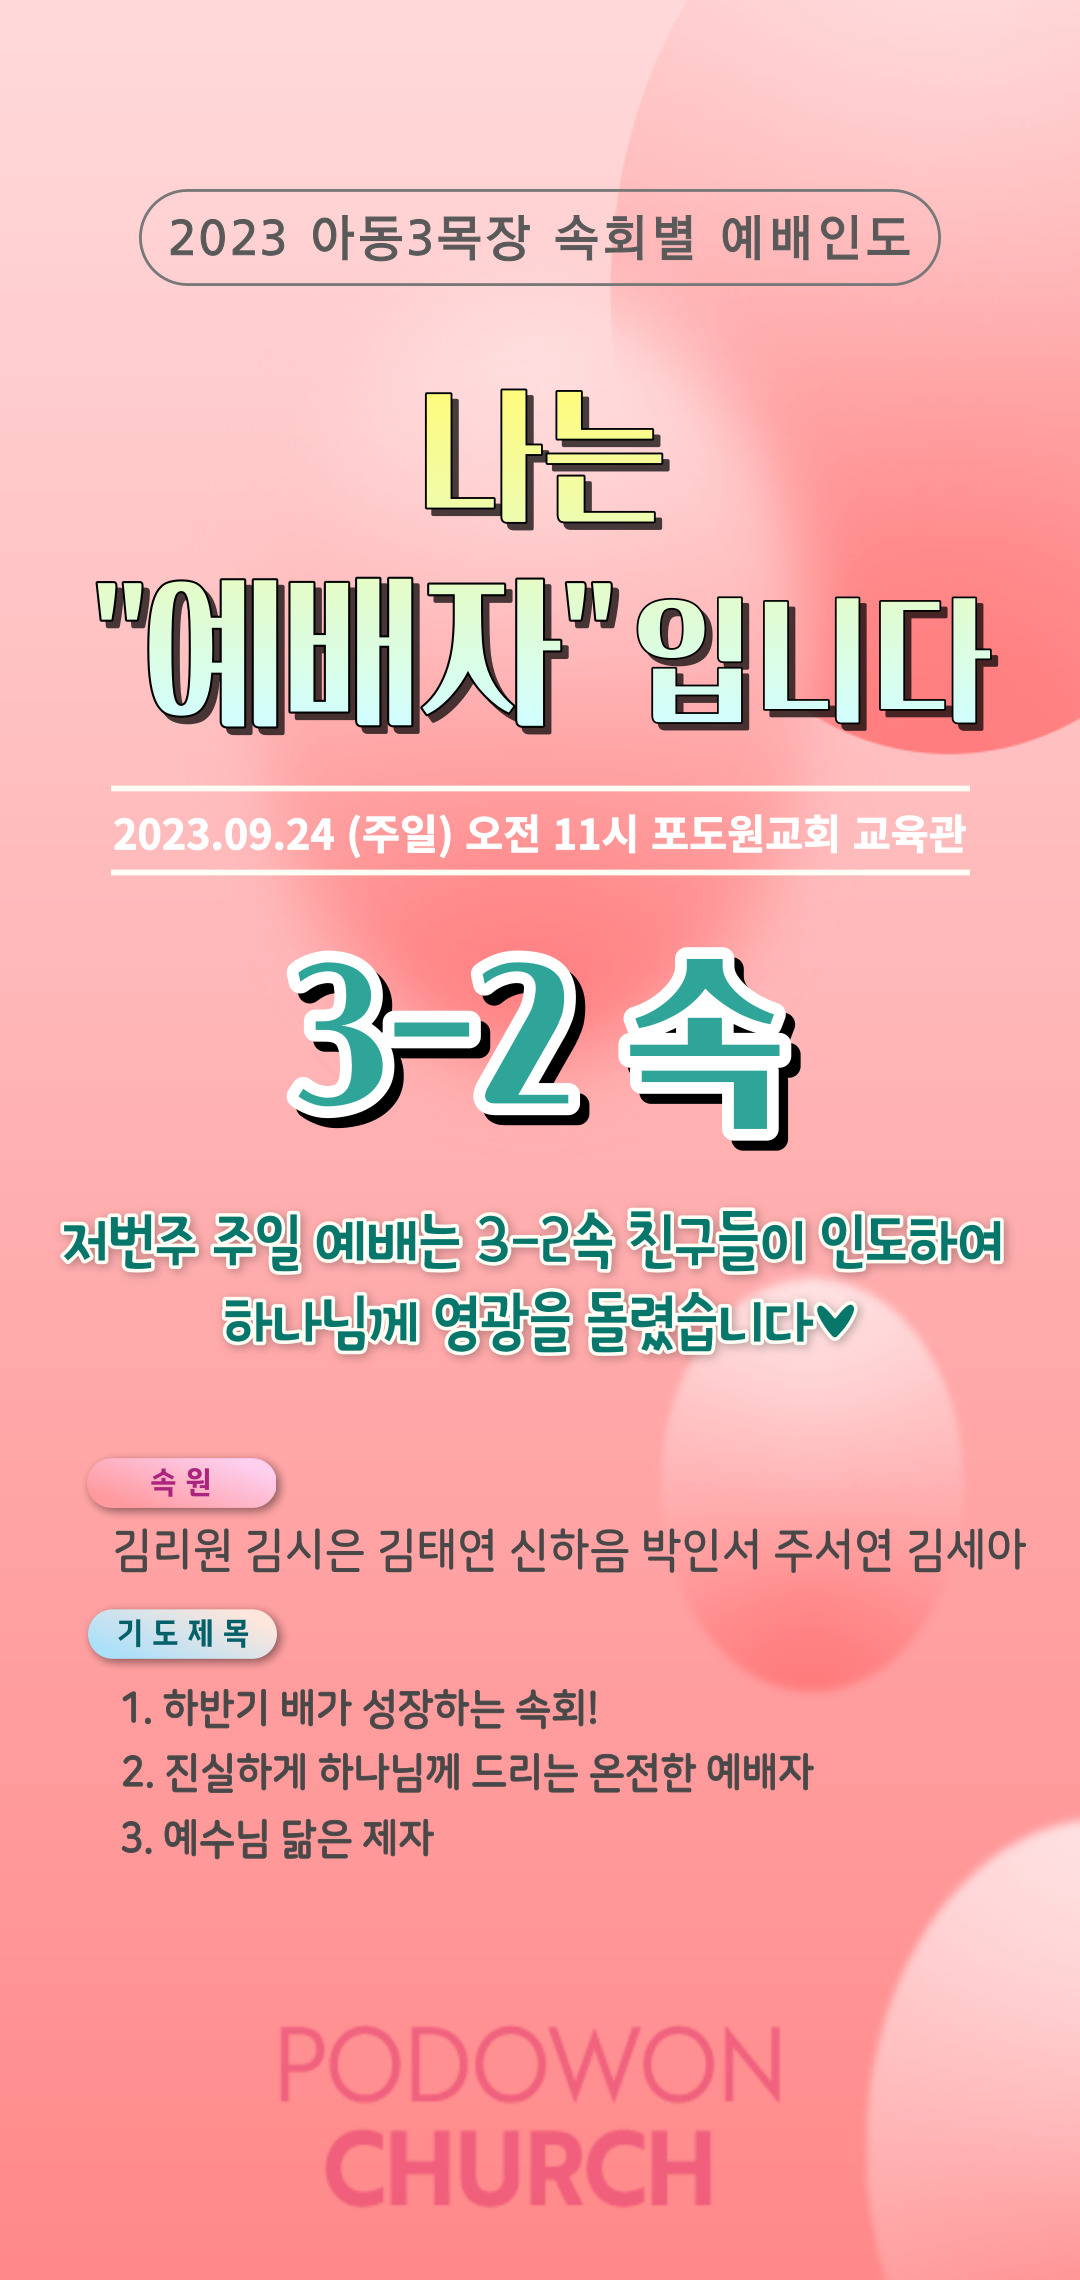 2023 아동3목장 속회별 예배인도
나는
"예배자"입니다
2023.09.24 (주일) 오전 11시 포도원교회 교육관
3-2 속
저번주 주일 예배는 3-2속 친구들이 인도하여
하나님께 영광을 돌렸습니다♥
속원
김리원 김시은 김태연 신하음 박인서 주서연 김세아
기도제목
1. 하반기 배가 성장하는 속회!
2. 진실하게 하나님께 드리는 온전한 예배자
3. 예수님 닮은 제자
PODOWON
CHURCH